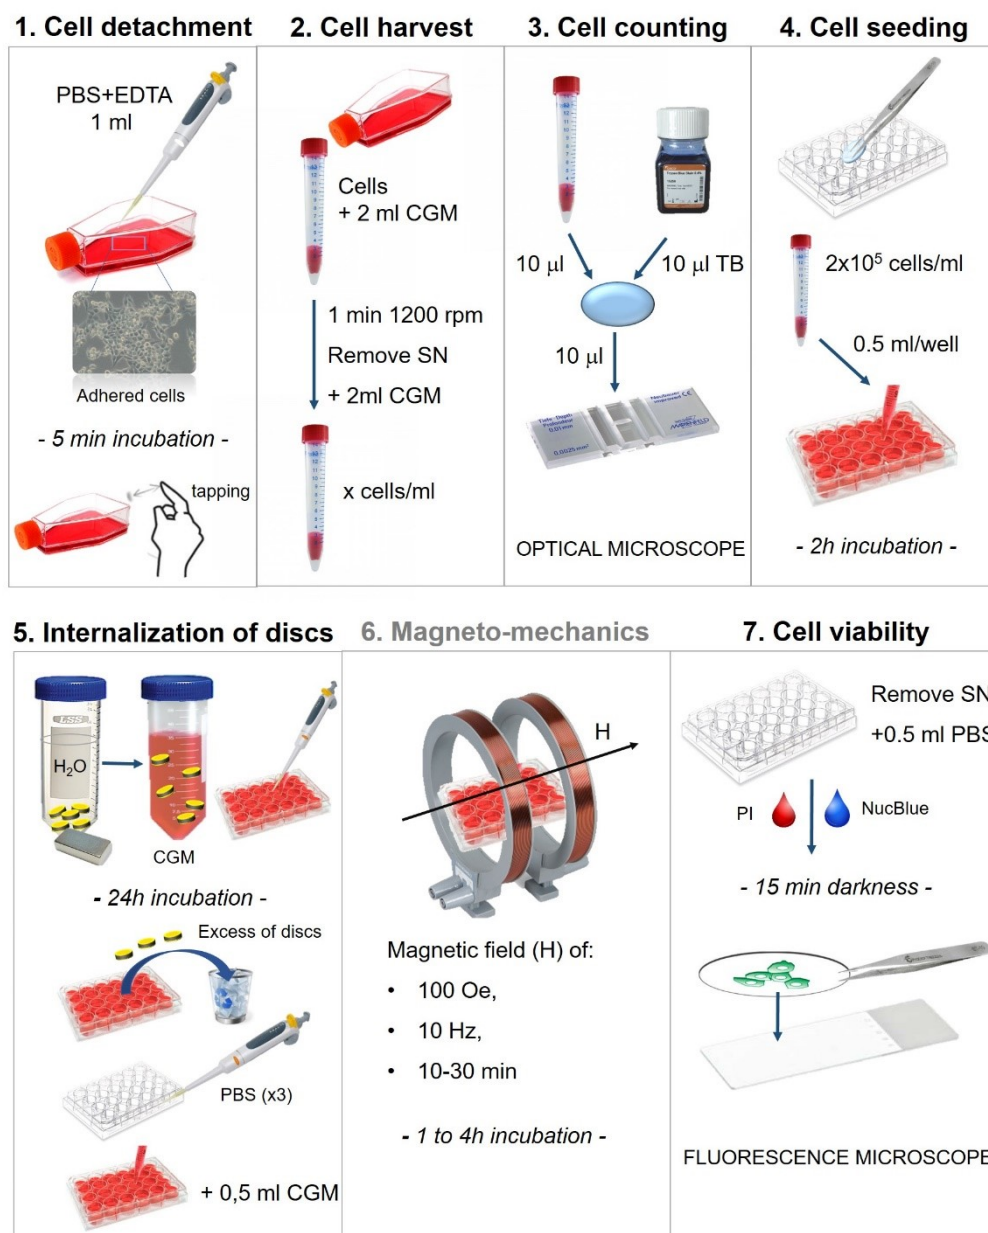 1. Cell detachment
PBS+EDTA
1 ml
Adhered cells
- 5 min incubation -
tapping
2. Cell harvest
Cells
+ 2 ml CGM
1 min 1200 rpm
Remove SN
+ 2ml CGM
x cells/ml
3. Cell counting
10 µl
10 µl TB
10 µl
OPTICAL MICROSCOPE
4. Cell seeding
2x10⁵ cells/ml
0.5 ml/well
- 2h incubation -
5. Internalization of discs
H₂O
CGM
- 24h incubation -
Excess of discs
PBS (x3)
+ 0,5 ml CGM
6. Magneto-mechanics
H
Magnetic field (H) of:
• 100 Oe,
• 10 Hz,
• 10-30 min
- 1 to 4h incubation -
7. Cell viability
Remove SN
+0.5 ml PBS
PI
NucBlue
- 15 min darkness -
FLUORESCENCE MICROSCOPE